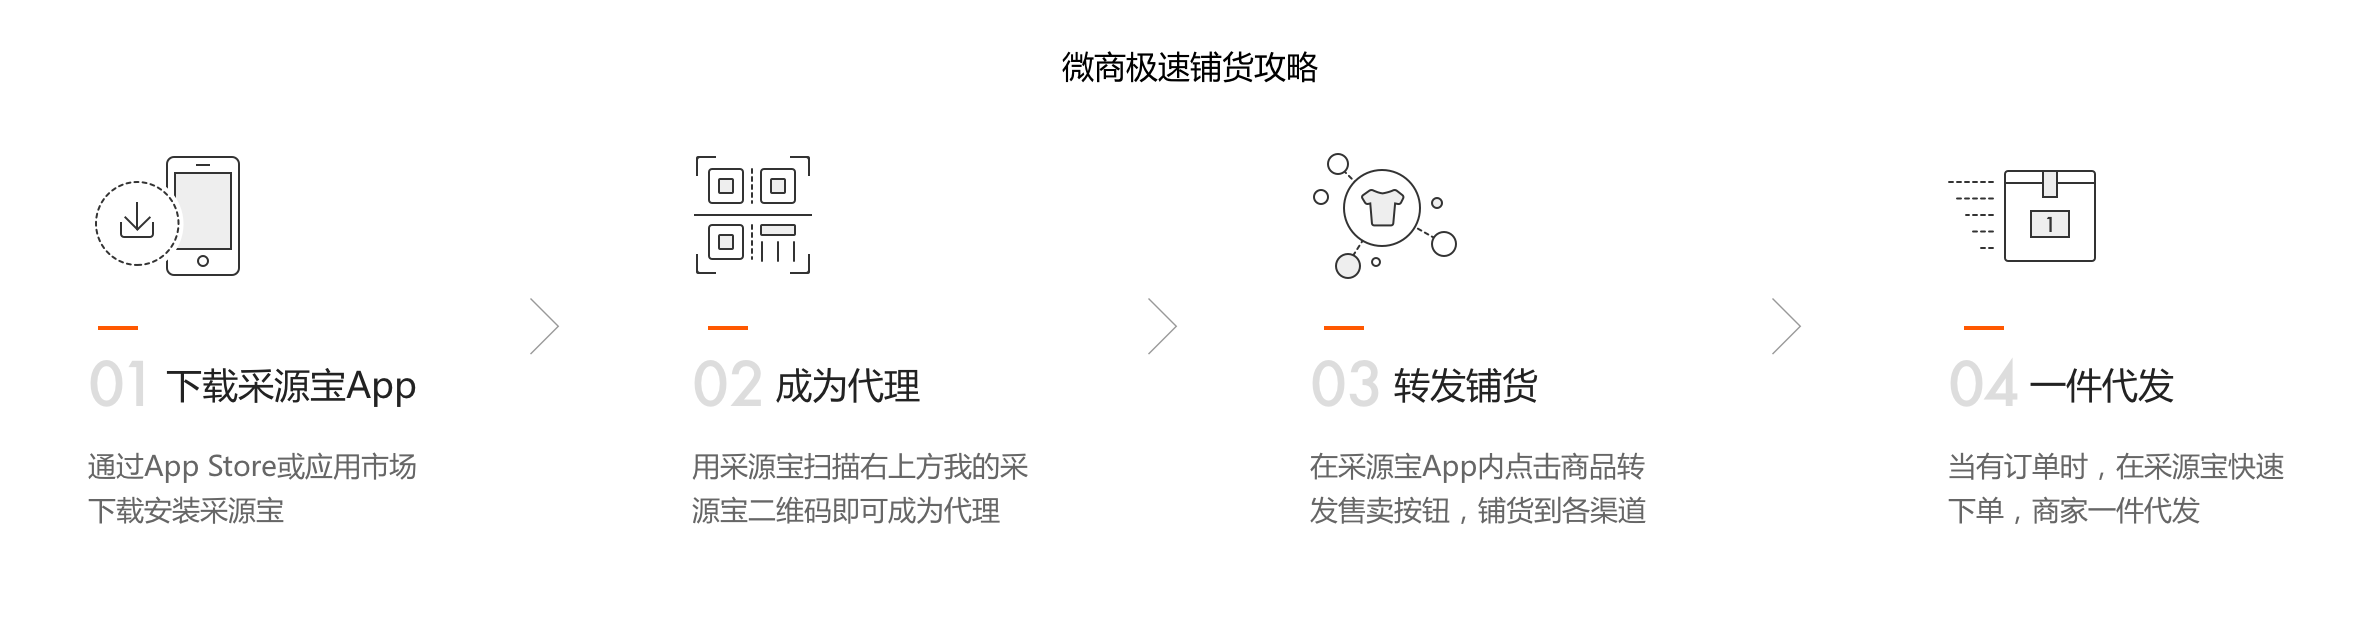 微商极速铺货攻略
1
01 下载采源宝App
通过App Store或应用市场
下载安装采源宝
02 成为代理
用采源宝扫描右上方我的采
源宝二维码即可成为代理
03 转发铺货
在采源宝App内点击商品转
发售卖按钮，铺货到各渠道
04 一件代发
当有订单时，在采源宝快速
下单，商家一件代发